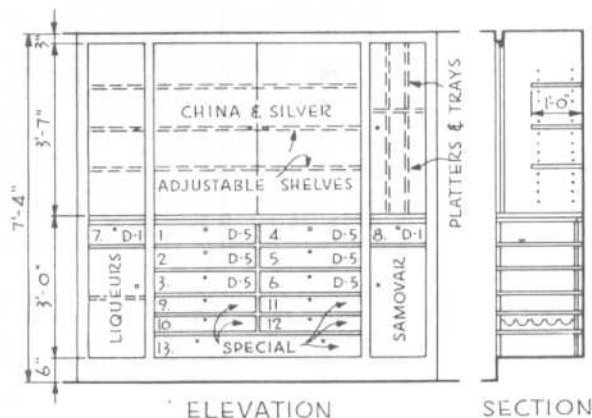 3"
3'-7"
7'-4"
3'-0"
6"
CHINA & SILVER
ADJUSTABLE SHELVES
PLATTERS & TRAYS
1'-0"
7. D-1
1 D-5
4. D-5
8. D-1
2 D-5
5. D-5
3. D-5
6. D-5
9.
11
10.
12
13. SPECIAL
LIQUEURS
SAMOVAR
ELEVATION
SECTION